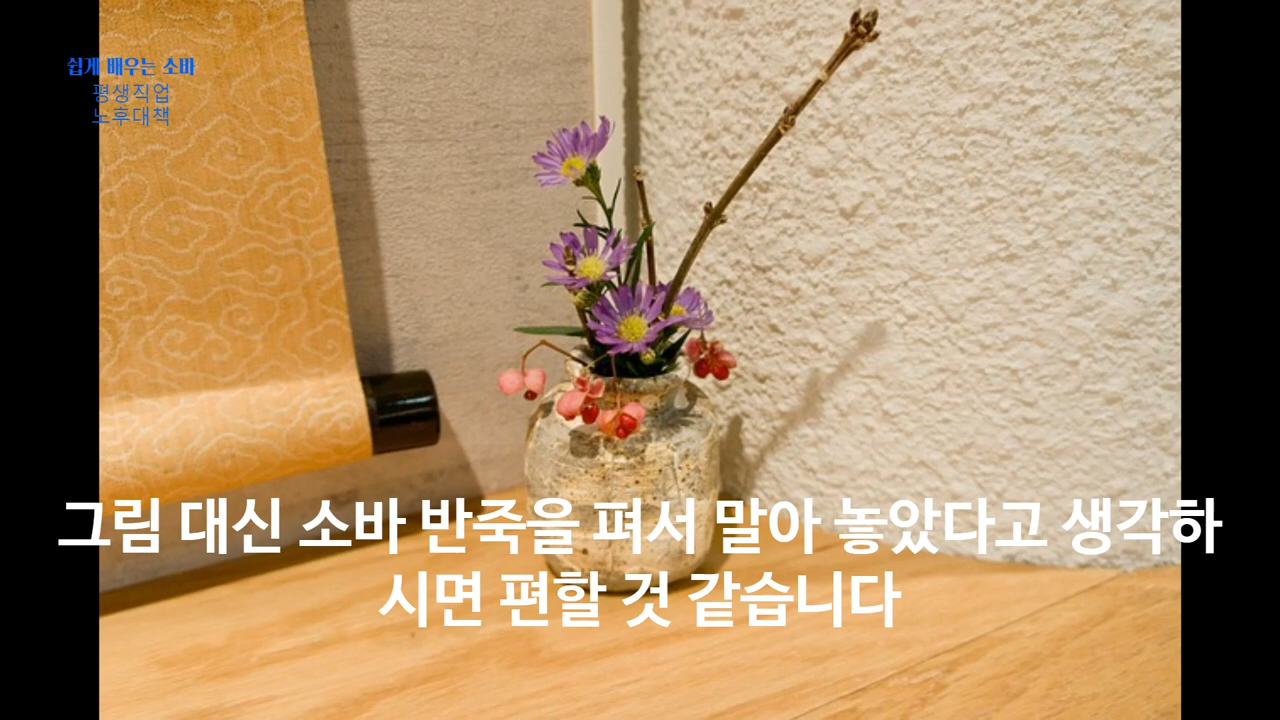 쉽게 배우는 소바
평생직업
노후대책
그림 대신 소바 반죽을 펴서 말아 놓았다고 생각하
시면 편할 것 같습니다